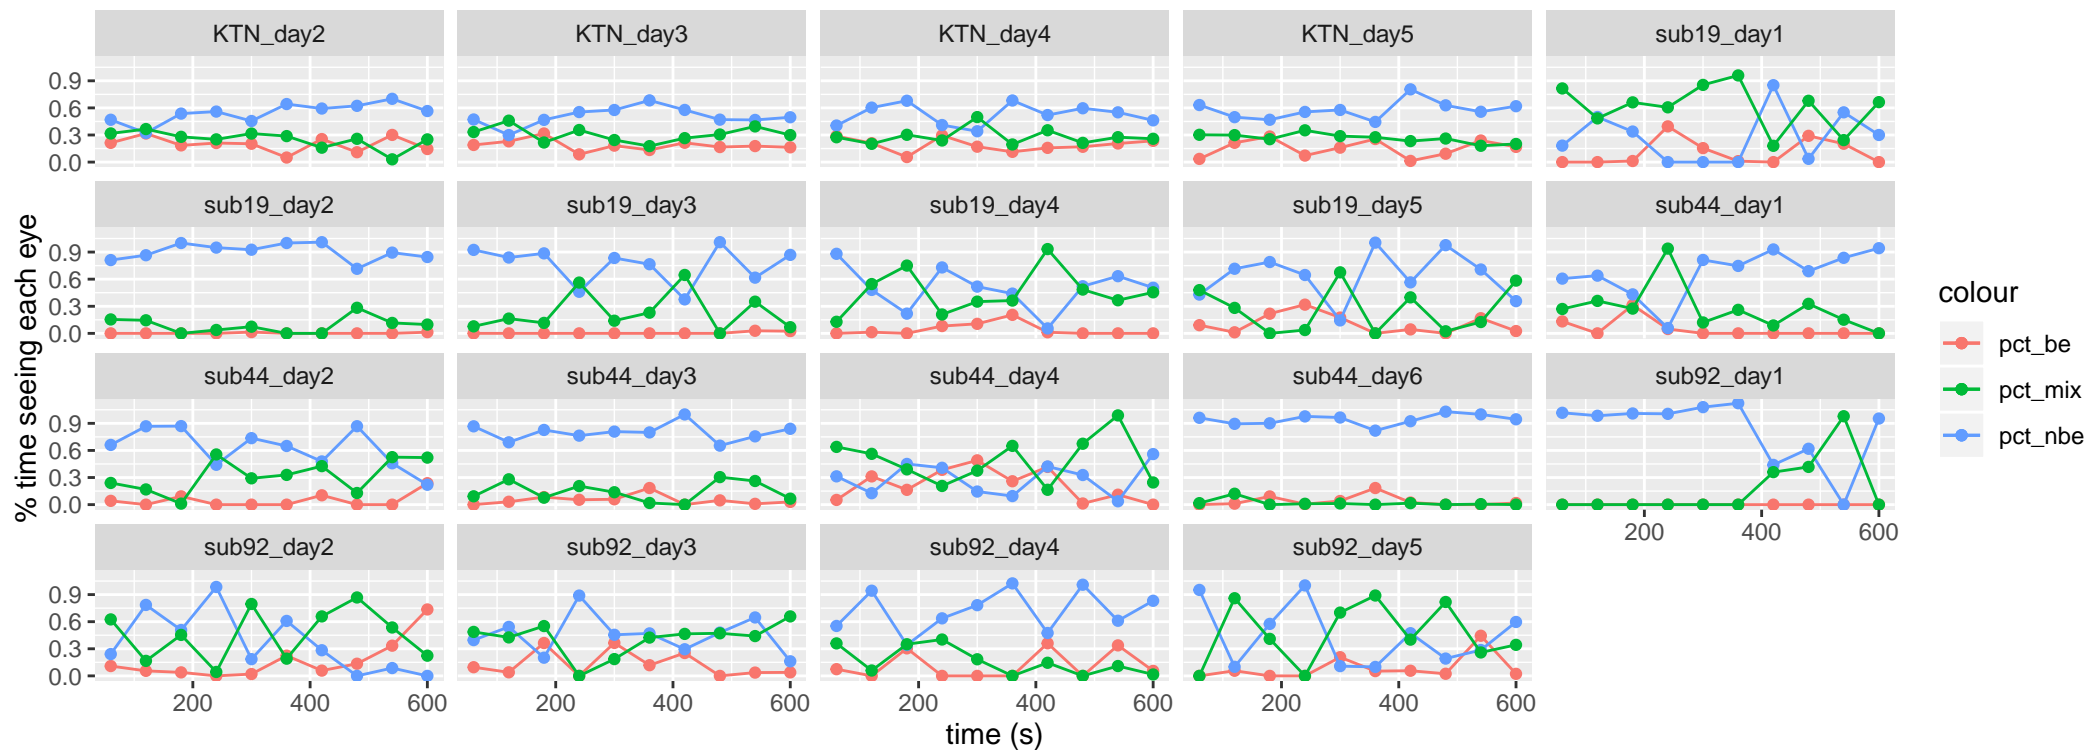 KTN_day2 KTN_day3 KTN_day4 KTN_day5 sub19_day1
0.9
0.6
0.3
0.0
sub19_day2 sub19_day3 sub19_day4 sub19_day5 sub44_day1
0.9
0.6
0.3
0.0
sub44_day2 sub44_day3 sub44_day4 sub44_day6 sub92_day1
0.9
0.6
0.3
0.0
200 400 600
sub92_day2 sub92_day3 sub92_day4 sub92_day5
0.9
0.6
0.3
0.0
200 400 600 200 400 600 200 400 600 200 400 600
time (s)
% time seeing each eye
colour
pct_be
pct_mix
pct_nbe